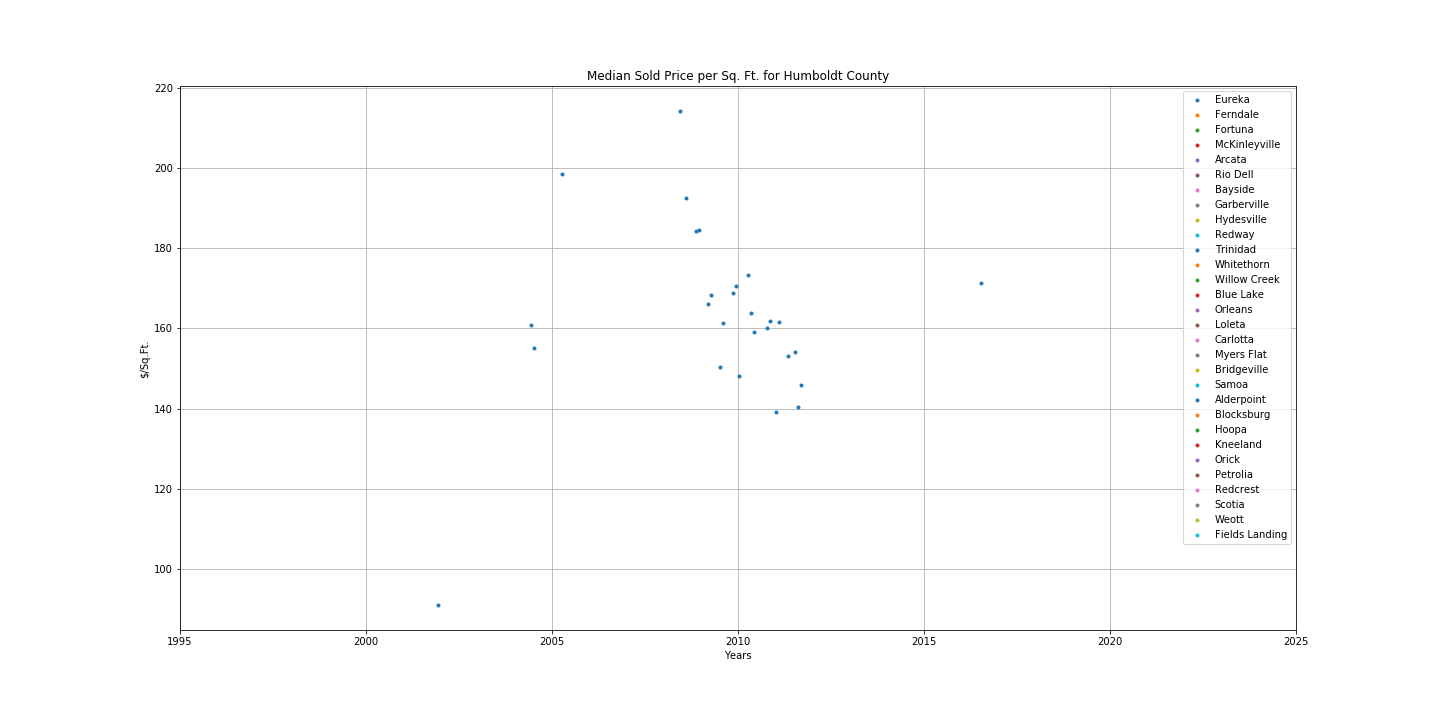 Median Sold Price per Sq. Ft. for Humboldt County
220
200
180
160
140
120
100
$/Sq.Ft.
1995
2000
2005
2010
2015
2020
2025
Years
Eureka
Ferndale
Fortuna
McKinleyville
Arcata
Rio Dell
Bayside
Garberville
Hydesville
Redway
Trinidad
Whitethorn
Willow Creek
Blue Lake
Orleans
Loleta
Carlotta
Myers Flat
Bridgeville
Samoa
Alderpoint
Blocksburg
Hoopa
Kneeland
Orick
Petrolia
Redcrest
Scotia
Weott
Fields Landing